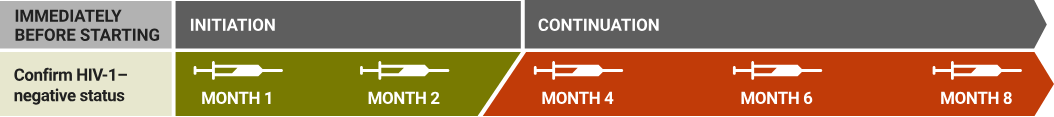 IMMEDIATELY
BEFORE STARTING
INITIATION
CONTINUATION
Confirm HIV-1–
negative status
MONTH 1
MONTH 2
MONTH 4
MONTH 6
MONTH 8